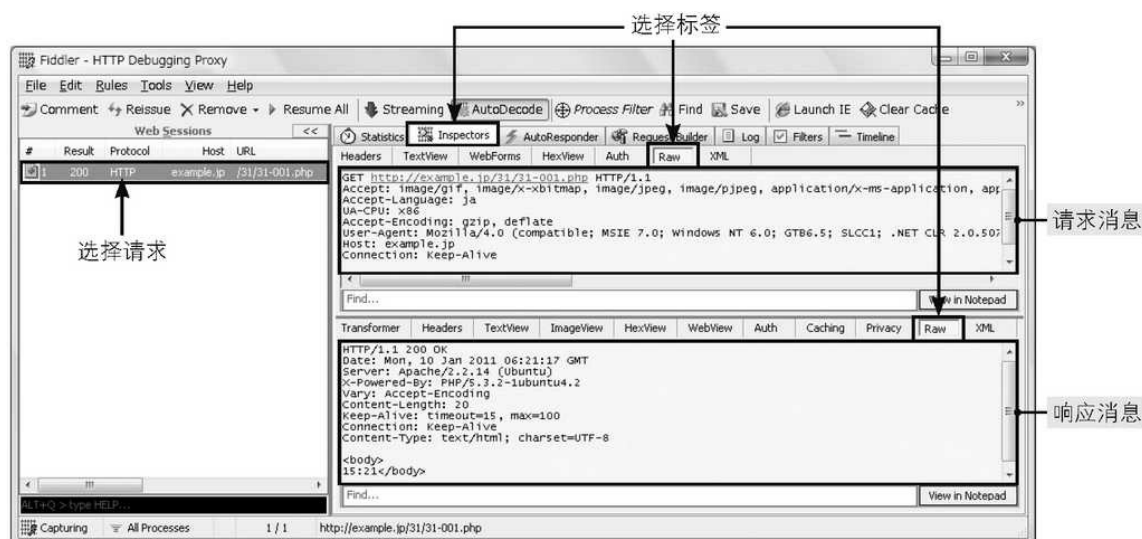 选择标签
Fiddler - HTTP Debugging Proxy
File Edit Rules Tools View Help
Comment Reissue Remove Resume All Streaming AutoDecode Process Filter Find Save Launch IE Clear Cache »
Web Sessions <<
# Result Protocol Host URL
1 200 HTTP example.jp /31/31-001.php
选择请求
Statistics Inspectors AutoResponder Request Builder Log Filters Timeline
Headers TextView WebForms HexView Auth Raw XML
GET http://example.jp/31/31-001.php HTTP/1.1
Accept: image/gif, image/x-xbitmap, image/jpeg, image/pjpeg, application/x-ms-application, app
Accept-Language: ja
UA-CPU: x86
Accept-Encoding: gzip, deflate
User-Agent: Mozilla/4.0 (compatible; MSIE 7.0; Windows NT 6.0; GTB6.5; SLCC1; .NET CLR 2.0.507
Host: example.jp
Connection: Keep-Alive
请求消息
Find... View in Notepad
Transformer Headers TextView ImageView HexView WebView Auth Caching Privacy Raw XML
HTTP/1.1 200 OK
Date: Mon, 10 Jan 2011 06:21:17 GMT
Server: Apache/2.2.14 (Ubuntu)
X-Powered-By: PHP/5.3.2-1ubuntu4.2
Vary: Accept-Encoding
Content-Length: 20
Keep-Alive: timeout=15, max=100
Connection: Keep-Alive
Content-Type: text/html; charset=UTF-8
<body>
15:21</body>
响应消息
Find... View in Notepad
ALT+Q > type HELP...
Capturing All Processes 1 / 1 http://example.jp/31/31-001.php